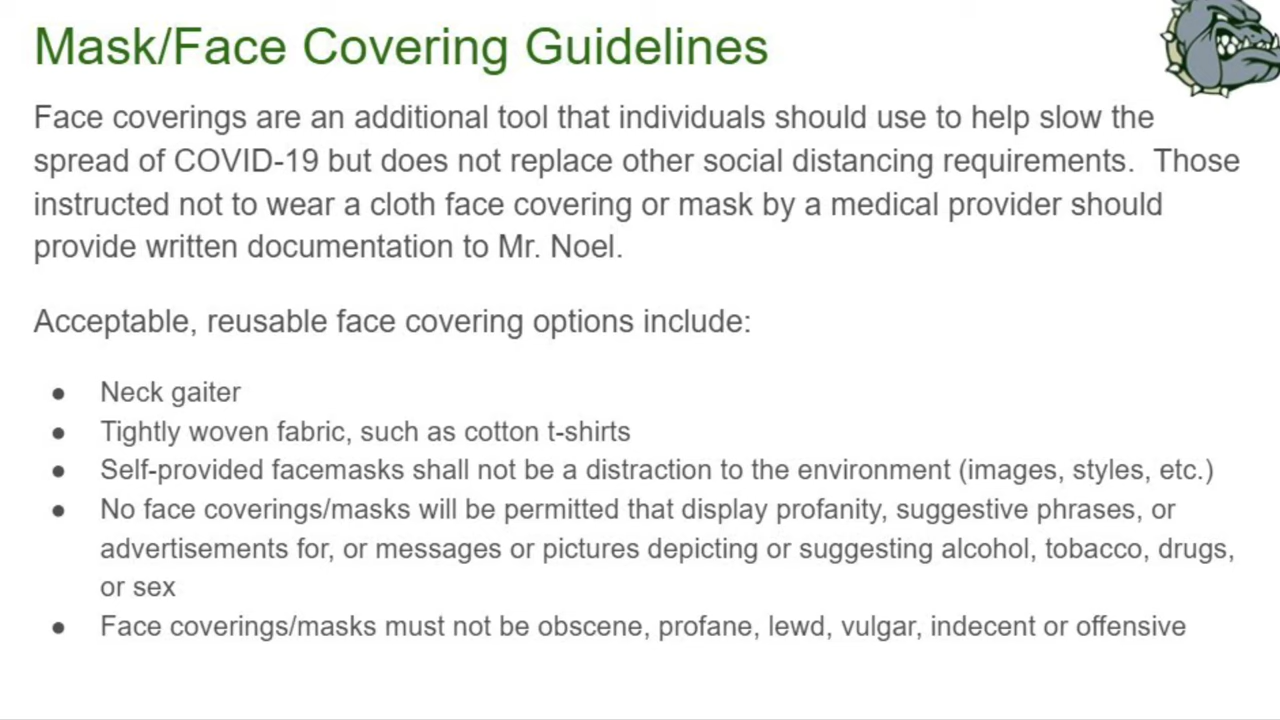 Mask/Face Covering Guidelines
Face coverings are an additional tool that individuals should use to help slow the
spread of COVID-19 but does not replace other social distancing requirements.  Those
instructed not to wear a cloth face covering or mask by a medical provider should
provide written documentation to Mr. Noel.
Acceptable, reusable face covering options include:
● Neck gaiter
● Tightly woven fabric, such as cotton t-shirts
● Self-provided facemasks shall not be a distraction to the environment (images, styles, etc.)
● No face coverings/masks will be permitted that display profanity, suggestive phrases, or
advertisements for, or messages or pictures depicting or suggesting alcohol, tobacco, drugs,
or sex
● Face coverings/masks must not be obscene, profane, lewd, vulgar, indecent or offensive